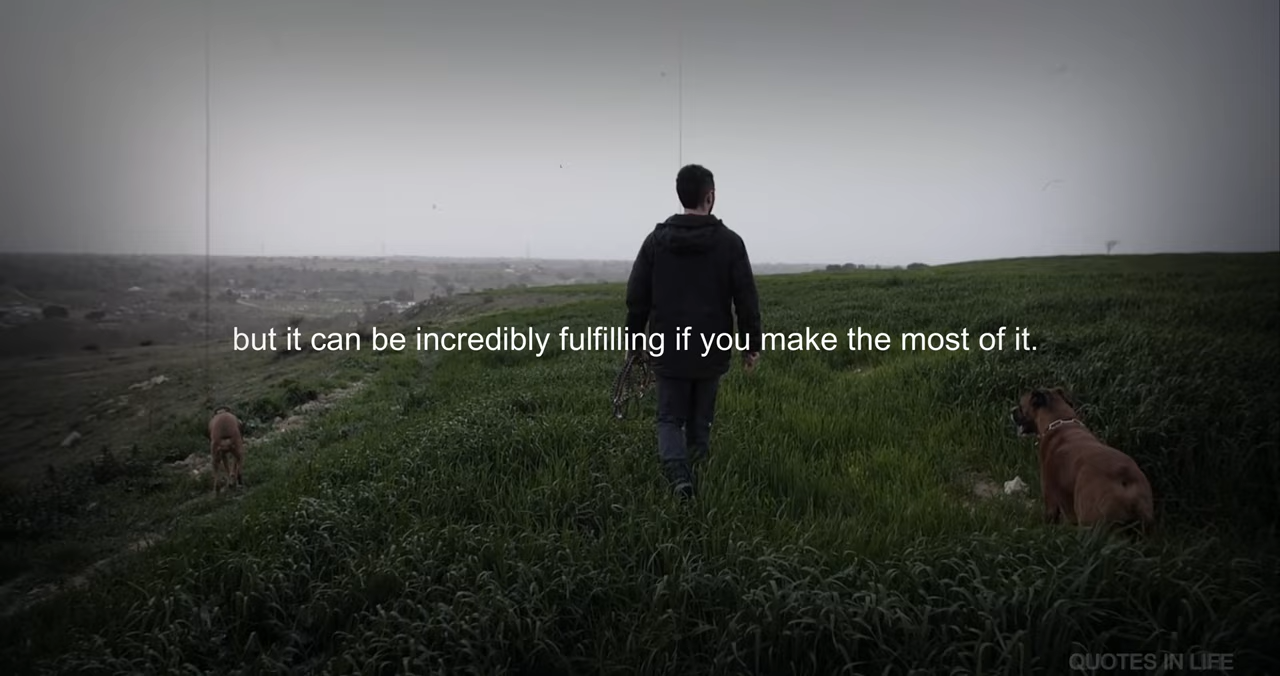 but it can be incredibly fulfilling if you make the most of it.
QUOTES IN LIFE